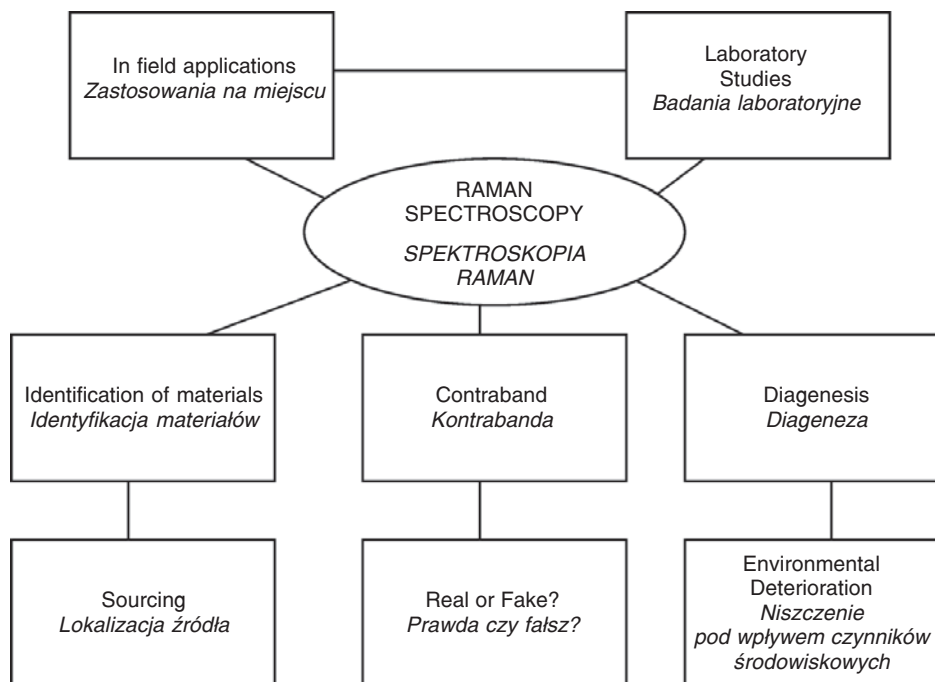 In field applications
Zastosowania na miejscu
Laboratory
Studies
Badania laboratoryjne
RAMAN
SPECTROSCOPY
SPEKTROSKOPIA
RAMAN
Identification of materials
Identyfikacja materiałów
Contraband
Kontrabanda
Diagenesis
Diageneza
Sourcing
Lokalizacja źródła
Real or Fake?
Prawda czy fałsz?
Environmental
Deterioration
Niszczenie
pod wpływem czynników
środowiskowych